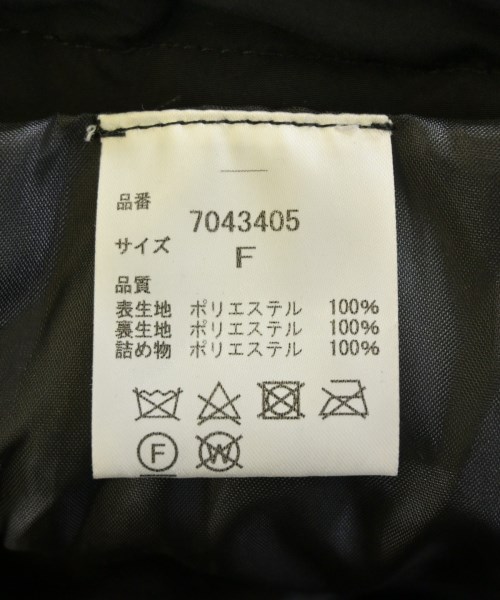 品番
7043405
サイズ
F
品質
表生地 ポリエステル 100%
裏生地 ポリエステル 100%
詰め物 ポリエステル 100%
F W